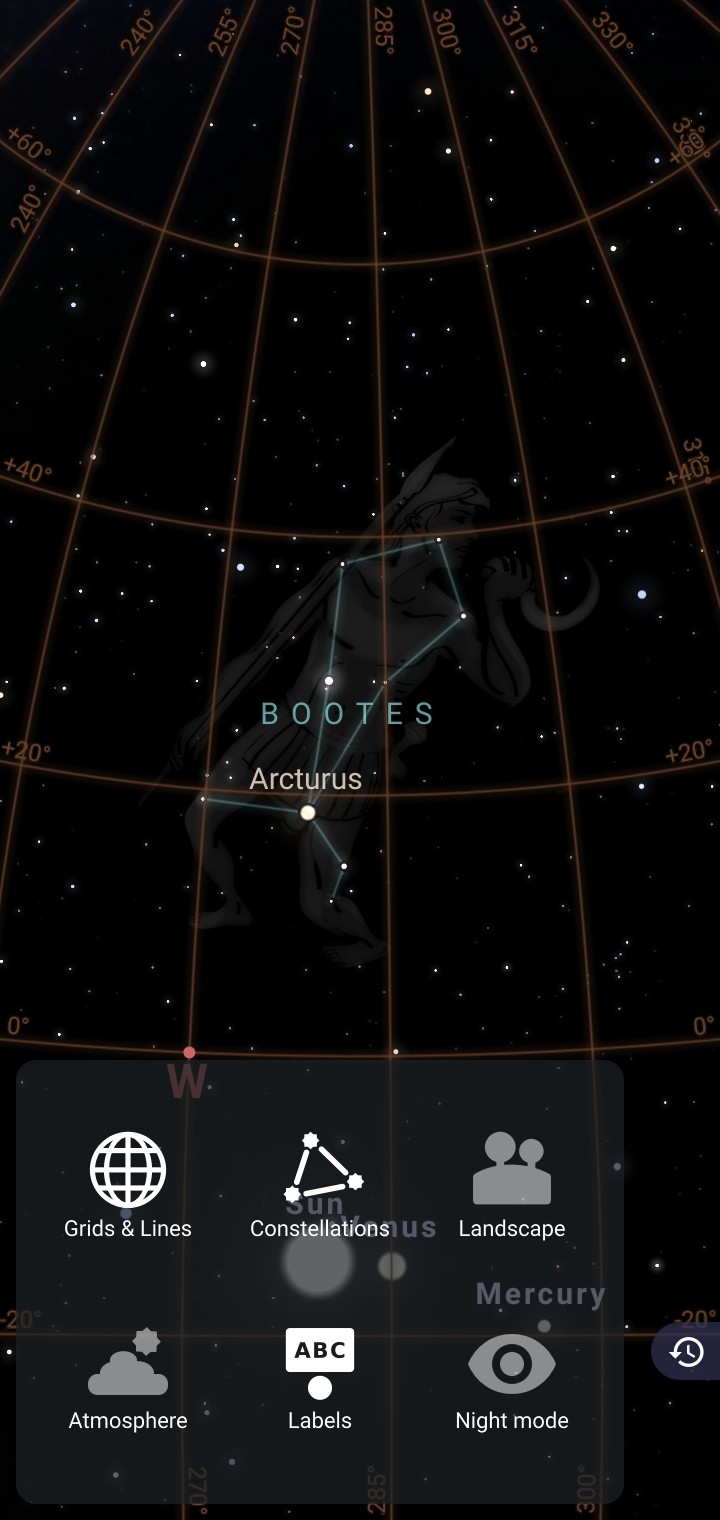 240° 255° 270° 285° 300° 315° 330°
+60° +60°
240°
+40° +40°
BOOTES
+20° +20°
Arcturus
0° 0°
W
Sun
Venus
Grids & Lines Constellations Landscape
Mercury
-20° -20°
ABC
Atmosphere Labels Night mode
270° 285° 300°